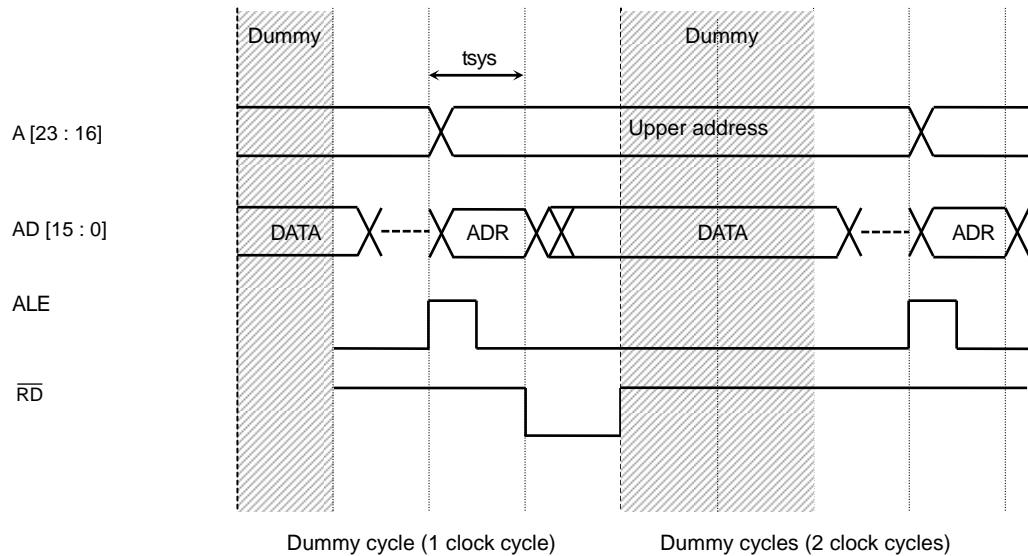 Dummy Dummy
tsys
A [23 : 16] Upper address
AD [15 : 0] DATA ADR DATA ADR
ALE
RD
Dummy cycle (1 clock cycle) Dummy cycles (2 clock cycles)